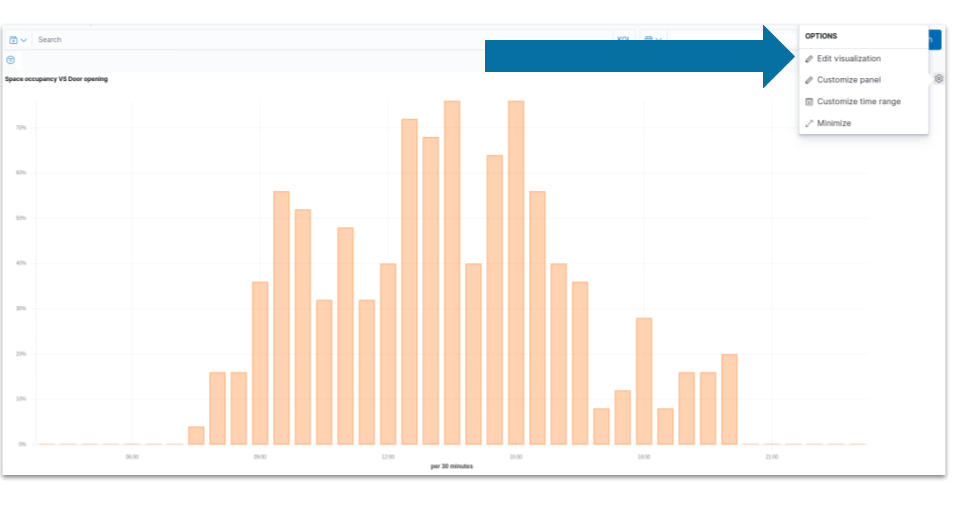 Search
KQL
OPTIONS
Edit visualization
Customize panel
Customize time range
Minimize
Space occupancy VS Door opening
70%
60%
50%
40%
30%
20%
10%
0%
06:00 09:00 12:00 15:00 18:00 21:00
per 30 minutes